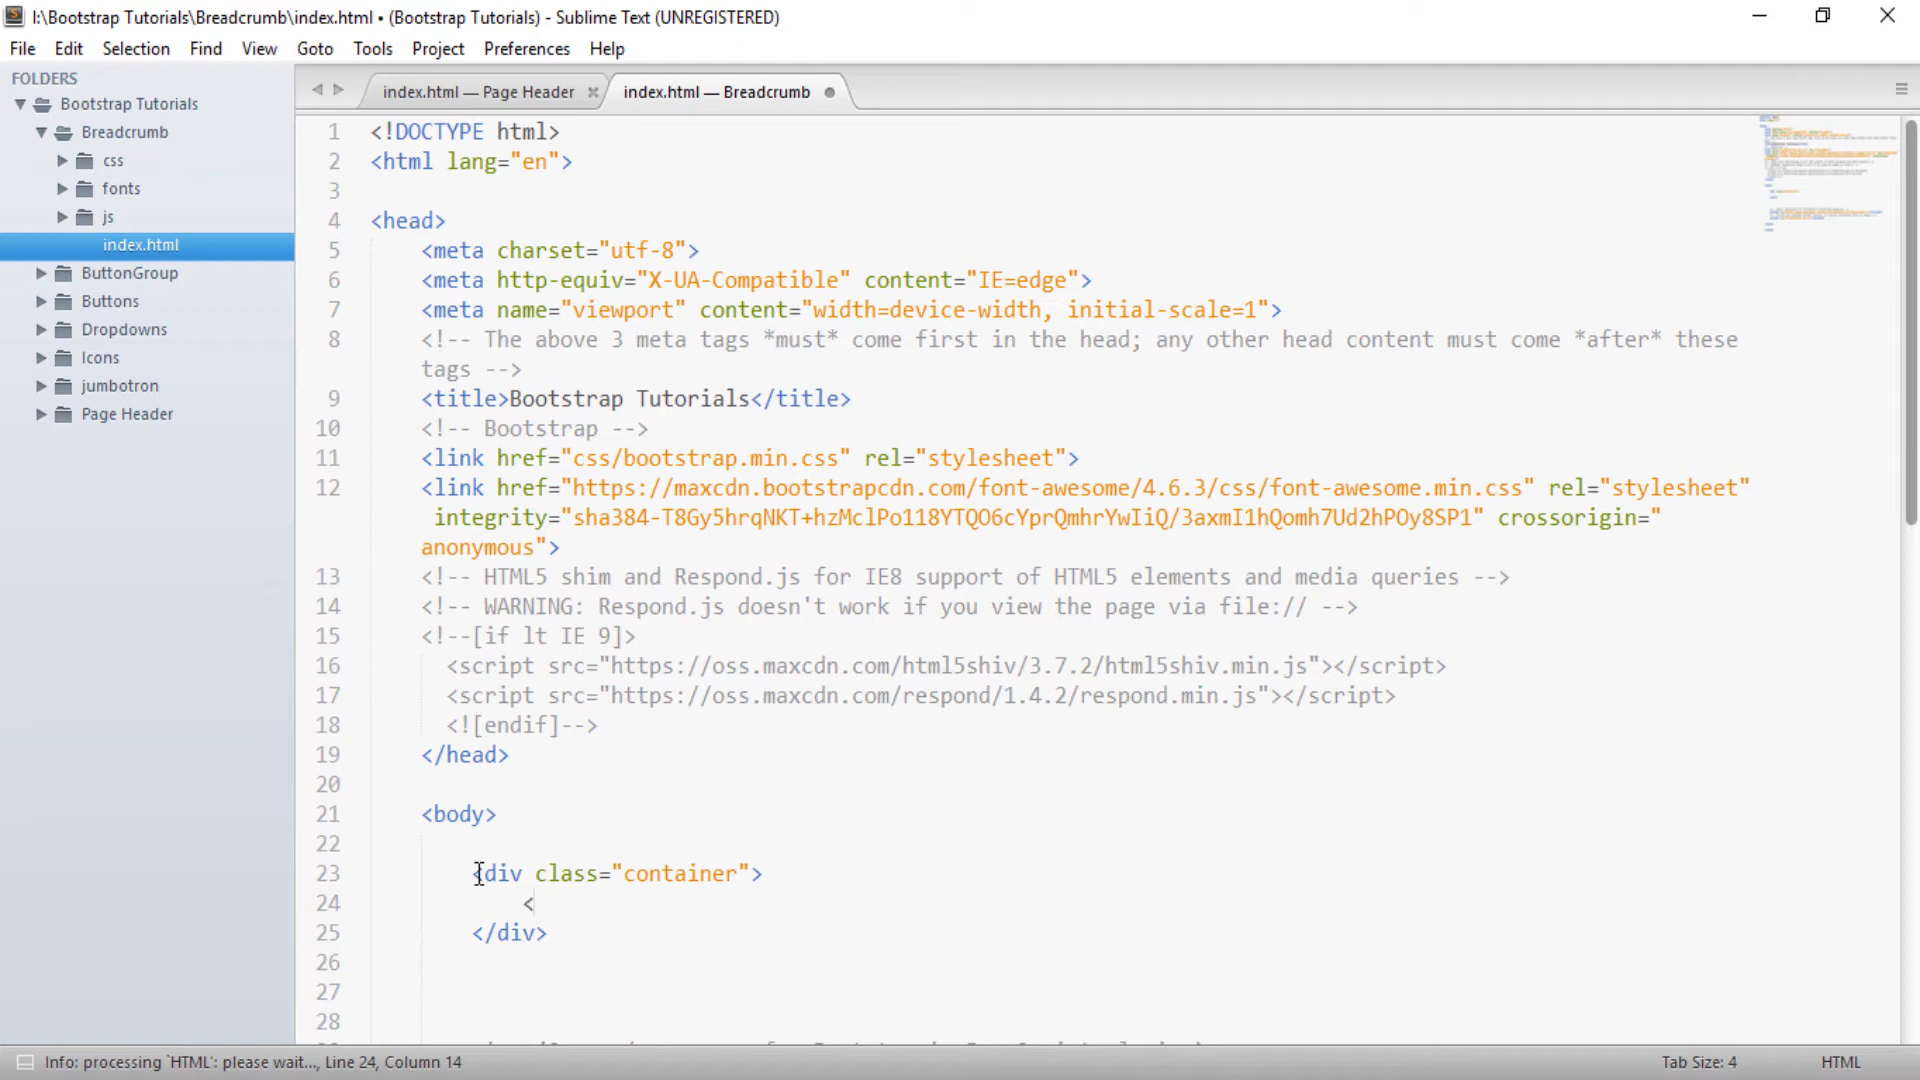 I:\Bootstrap Tutorials\Breadcrumb\index.html • (Bootstrap Tutorials) - Sublime Text (UNREGISTERED)
File Edit Selection Find View Goto Tools Project Preferences Help
FOLDERS
Bootstrap Tutorials
Breadcrumb
css
fonts
js
index.html
ButtonGroup
Buttons
Dropdowns
Icons
jumbotron
Page Header
index.html — Page Header
index.html — Breadcrumb
1 <!DOCTYPE html>
2 <html lang="en">
3
4 <head>
5 <meta charset="utf-8">
6 <meta http-equiv="X-UA-Compatible" content="IE=edge">
7 <meta name="viewport" content="width=device-width, initial-scale=1">
8 <!-- The above 3 meta tags *must* come first in the head; any other head content must come *after* these
tags -->
9 <title>Bootstrap Tutorials</title>
10 <!-- Bootstrap -->
11 <link href="css/bootstrap.min.css" rel="stylesheet">
12 <link href="https://maxcdn.bootstrapcdn.com/font-awesome/4.6.3/css/font-awesome.min.css" rel="stylesheet"
integrity="sha384-T8Gy5hrqNKT+hzMclPo118YTQO6cYprQmhrYwIiQ/3axmI1hQomh7Ud2hPOy8SP1" crossorigin="
anonymous">
13 <!-- HTML5 shim and Respond.js for IE8 support of HTML5 elements and media queries -->
14 <!-- WARNING: Respond.js doesn't work if you view the page via file:// -->
15 <!--[if lt IE 9]>
16 <script src="https://oss.maxcdn.com/html5shiv/3.7.2/html5shiv.min.js"></script>
17 <script src="https://oss.maxcdn.com/respond/1.4.2/respond.min.js"></script>
18 <![endif]-->
19 </head>
20
21 <body>
22
23 <div class="container">
24 <
25 </div>
26
27
28
Info: processing `HTML': please wait..., Line 24, Column 14
Tab Size: 4
HTML